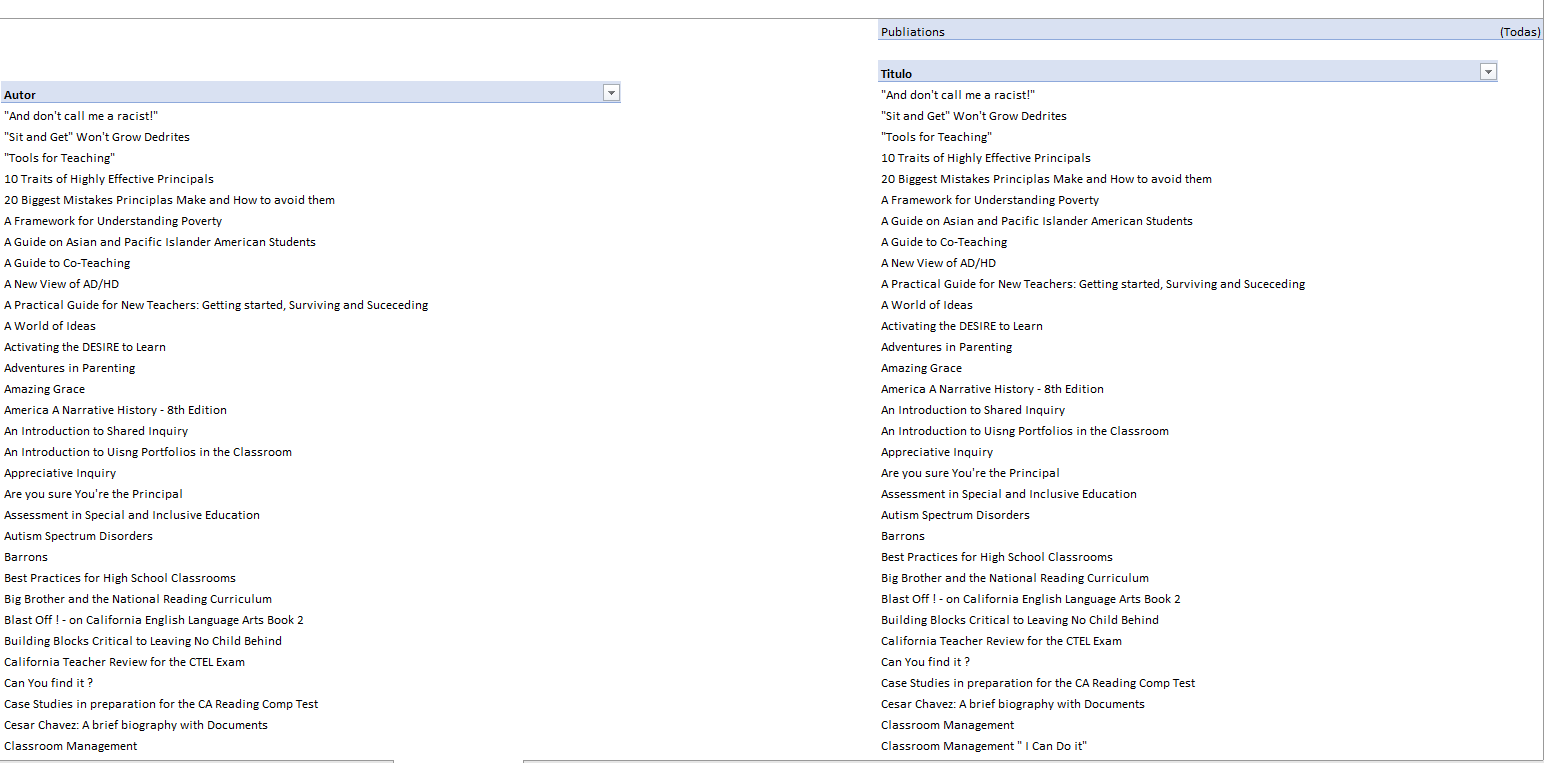 Publiations (Todas)
Autor
"And don't call me a racist!"
"Sit and Get" Won't Grow Dedrites
"Tools for Teaching"
10 Traits of Highly Effective Principals
20 Biggest Mistakes Principlas Make and How to avoid them
A Framework for Understanding Poverty
A Guide on Asian and Pacific Islander American Students
A Guide to Co-Teaching
A New View of AD/HD
A Practical Guide for New Teachers: Getting started, Surviving and Suceceding
A World of Ideas
Activating the DESIRE to Learn
Adventures in Parenting
Amazing Grace
America A Narrative History - 8th Edition
An Introduction to Shared Inquiry
An Introduction to Uisng Portfolios in the Classroom
Appreciative Inquiry
Are you sure You're the Principal
Assessment in Special and Inclusive Education
Autism Spectrum Disorders
Barrons
Best Practices for High School Classrooms
Big Brother and the National Reading Curriculum
Blast Off ! - on California English Language Arts Book 2
Building Blocks Critical to Leaving No Child Behind
California Teacher Review for the CTEL Exam
Can You find it ?
Case Studies in preparation for the CA Reading Comp Test
Cesar Chavez: A brief biography with Documents
Classroom Management
Titulo
"And don't call me a racist!"
"Sit and Get" Won't Grow Dedrites
"Tools for Teaching"
10 Traits of Highly Effective Principals
20 Biggest Mistakes Principlas Make and How to avoid them
A Framework for Understanding Poverty
A Guide on Asian and Pacific Islander American Students
A Guide to Co-Teaching
A New View of AD/HD
A Practical Guide for New Teachers: Getting started, Surviving and Suceceding
A World of Ideas
Activating the DESIRE to Learn
Adventures in Parenting
Amazing Grace
America A Narrative History - 8th Edition
An Introduction to Shared Inquiry
An Introduction to Uisng Portfolios in the Classroom
Appreciative Inquiry
Are you sure You're the Principal
Assessment in Special and Inclusive Education
Autism Spectrum Disorders
Barrons
Best Practices for High School Classrooms
Big Brother and the National Reading Curriculum
Blast Off ! - on California English Language Arts Book 2
Building Blocks Critical to Leaving No Child Behind
California Teacher Review for the CTEL Exam
Can You find it ?
Case Studies in preparation for the CA Reading Comp Test
Cesar Chavez: A brief biography with Documents
Classroom Management
Classroom Management " I Can Do it"